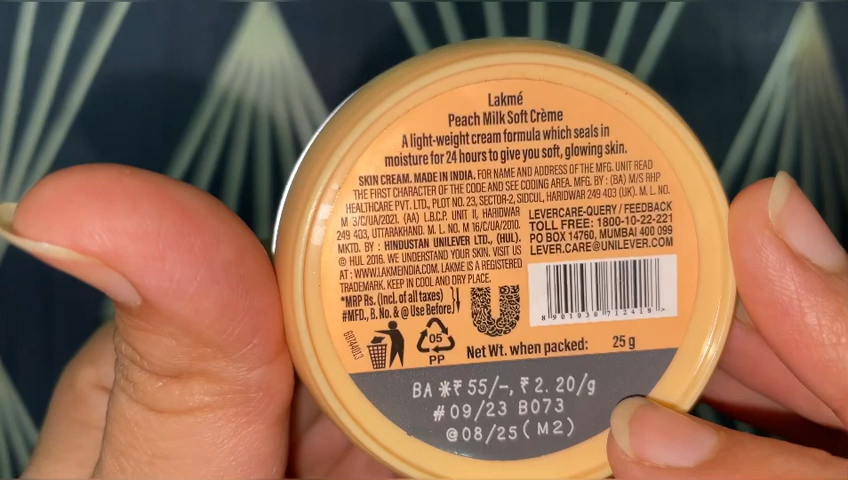 Lakmé
Peach Milk Soft Crème
A light-weight cream formula which seals in
moisture for 24 hours to give you soft, glowing skin.
SKIN CREAM. MADE IN INDIA. FOR NAME AND ADDRESS OF THE MFG. UNIT READ
THE FIRST CHARACTER OF THE CODE AND SEE CODING AREA. MFG. BY : (BA) M/S RHP
HEALTHCARE PVT. LTD., PLOT NO. 23, SECTOR-2, SIDCUL, HARIDWAR 249 403 (UK). M. L. NO.
M 3/C/UA/2021. (AA) L.B.C.P. UNIT II, HARIDWAR
249 403, UTTARAKHAND. M. L. NO. M 16/C/UA/2010.
MKTD. BY : HINDUSTAN UNILEVER LTD., (HUL).
© HUL 2016. WE UNDERSTAND YOUR SKIN. VISIT US
AT : WWW.LAKMEINDIA.COM. LAKMÉ IS A REGISTERED
TRADEMARK. KEEP IN COOL AND DRY PLACE.
LEVERCARE-QUERY / FEEDBACK
TOLL FREE: 1800-10-22-221
PO BOX 14760, MUMBAI 400 099
LEVER.CARE@UNILEVER.COM
*MRP Rs. (Incl. of all taxes)
#MFD., B. No. & @ Use Before
8 901030 712418 >
69744013
05
PP
Net Wt. when packed: 25 g
BA *₹ 55/-, ₹ 2. 20/g
# 09/23 B073
@08/25 (M2)